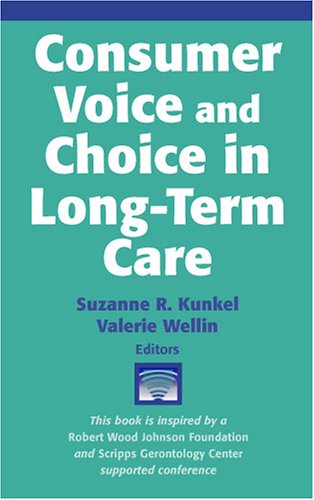 Consumer
Voice and
Choice in
Long-Term
Care
Suzanne R. Kunkel
Valerie Wellin
Editors
This book is inspired by a
Robert Wood Johnson Foundation
and Scripps Gerontology Center
supported conference